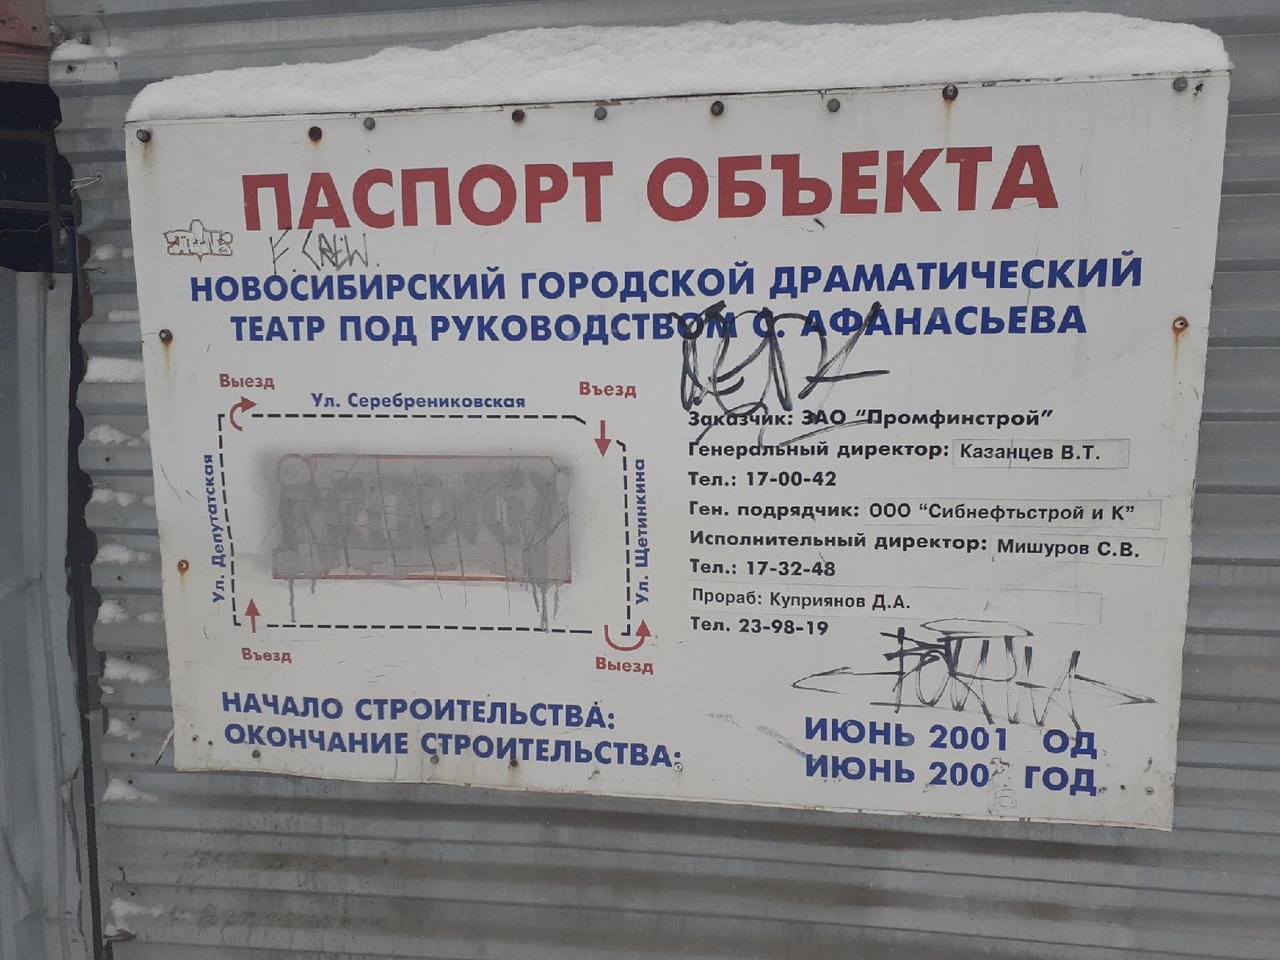 ПАСПОРТ ОБЪЕКТА
F. CREW.
НОВОСИБИРСКИЙ ГОРОДСКОЙ ДРАМАТИЧЕСКИЙ
ТЕАТР ПОД РУКОВОДСТВОМ С. АФАНАСЬЕВА
Выезд
Ул. Серебрениковская
Въезд
Ул. Депутатская
Ул. Щетинкина
Въезд
Выезд
Заказчик: ЗАО "Промфинстрой"
Генеральный директор: Казанцев В.Т.
Тел.: 17-00-42
Ген. подрядчик: ООО "Сибнефтьстрой и К"
Исполнительный директор: Мишуров С.В.
Тел.: 17-32-48
Прораб: Куприянов Д.А.
Тел. 23-98-19
НАЧАЛО СТРОИТЕЛЬСТВА: ИЮНЬ 2001 ОД
ОКОНЧАНИЕ СТРОИТЕЛЬСТВА: ИЮНЬ 200 ГОД